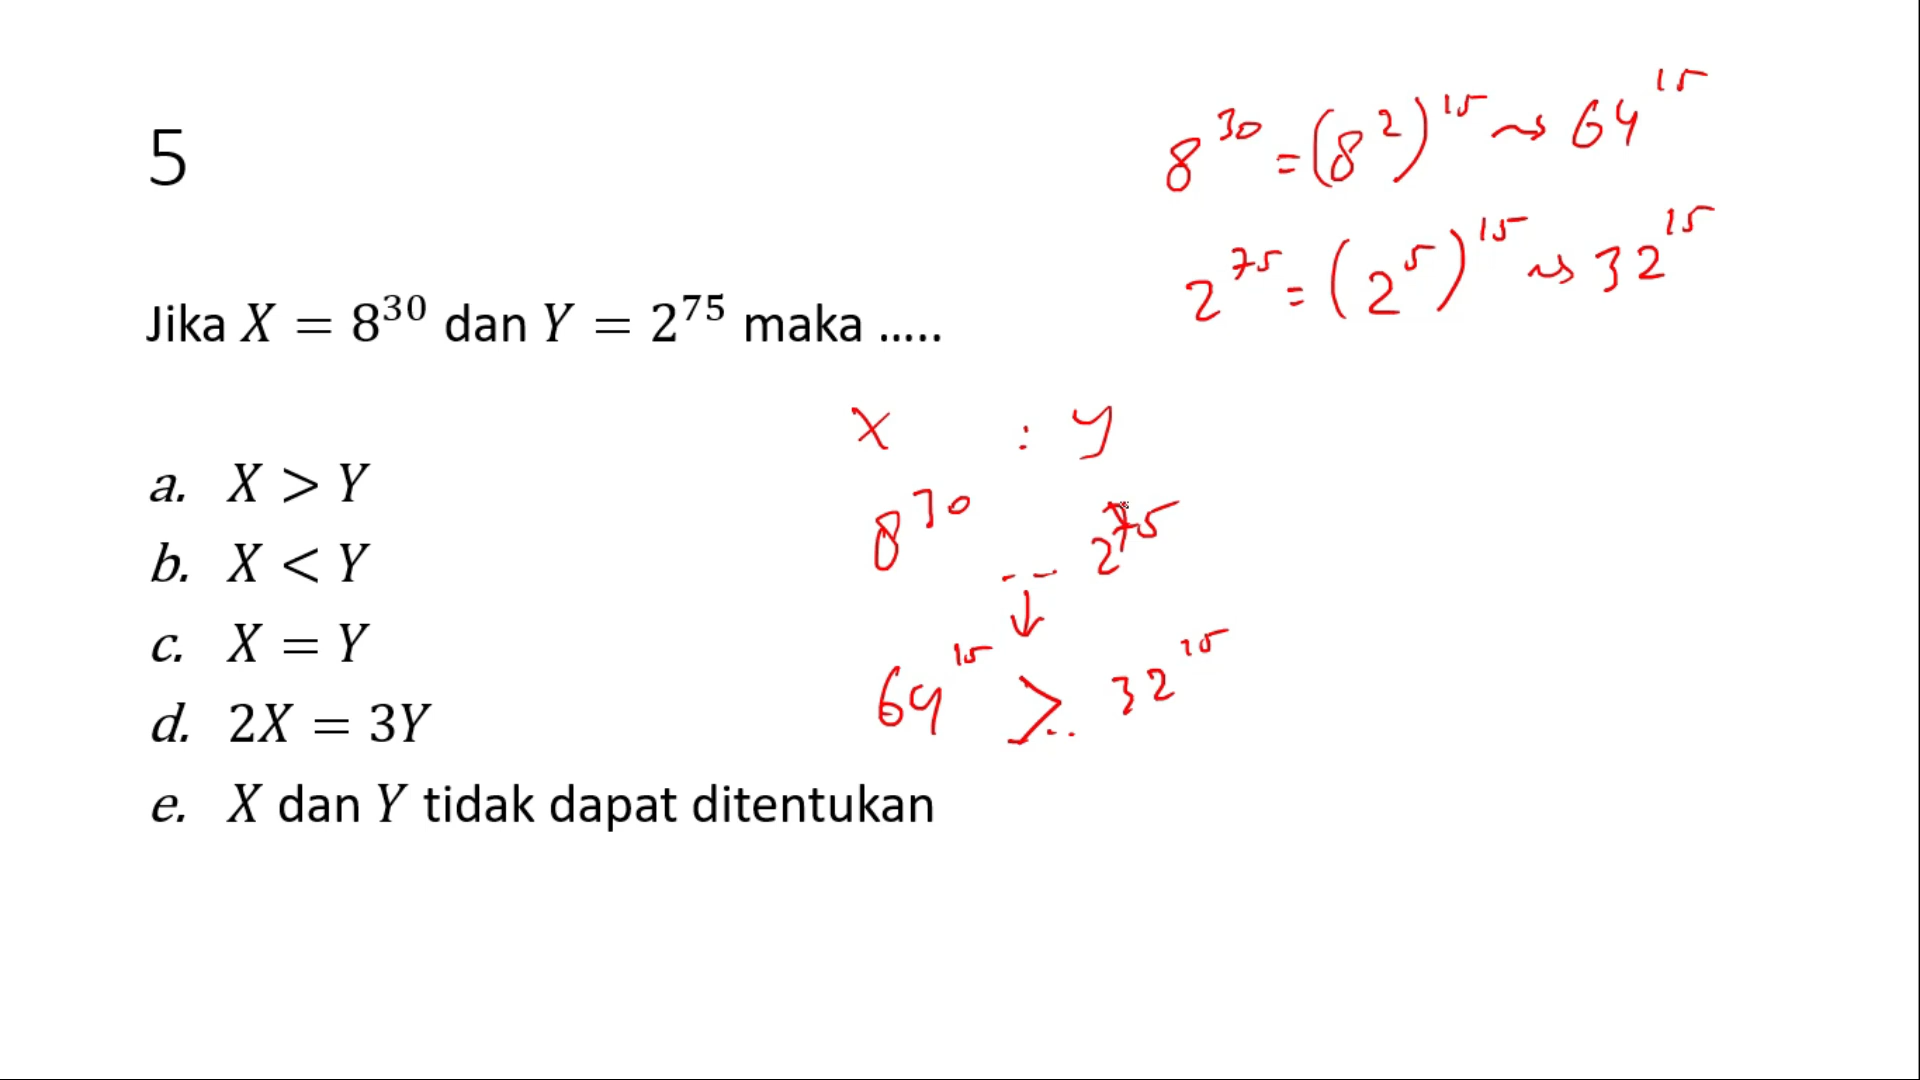 5
8^30 = (8^2)^15 ⇝ 64^15
2^75 = (2^5)^15 ⇝ 32^15
Jika X = 8^30 dan Y = 2^75 maka .....
X : Y
8^30 -- 2^75
↓
64^15 > .. 32^15
a. X > Y
b. X < Y
c. X = Y
d. 2X = 3Y
e. X dan Y tidak dapat ditentukan